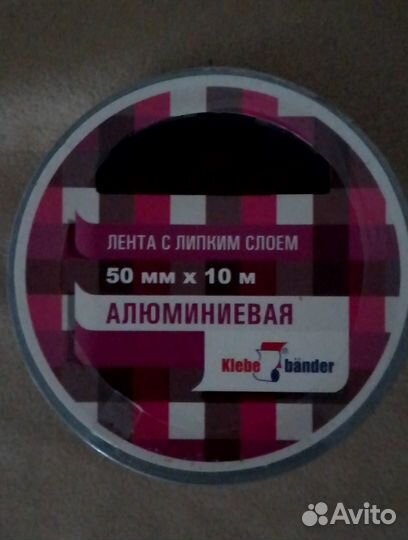 ЛЕНТА С ЛИПКИМ СЛОЕМ
50 мм х 10 м
АЛЮМИНИЕВАЯ
Klebe bänder
Avito